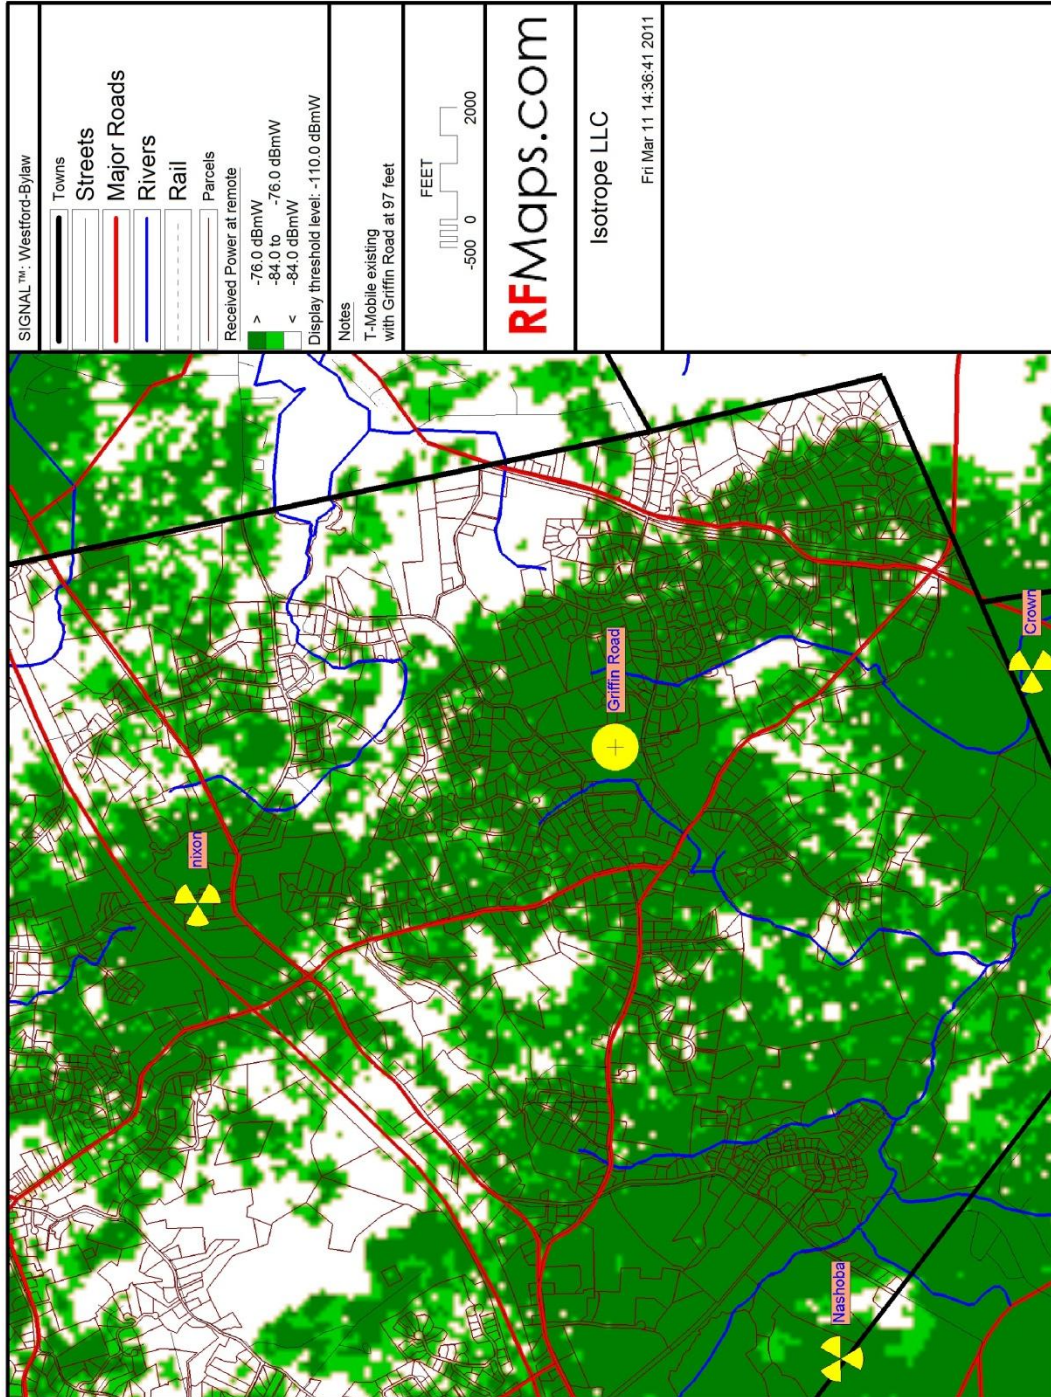 SIGNAL™: Westford-Bylaw
Towns
Streets
Major Roads
Rivers
Rail
Parcels
Received Power at remote
> -76.0 dBmW
-84.0 to -76.0 dBmW
< -84.0 dBmW
Display threshold level: -110.0 dBmW
Notes
T-Mobile existing
with Griffin Road at 97 feet
FEET
-500 0 2000
RFMaps.com
Isotrope LLC
Fri Mar 11 14:36:41 2011
nixon
Griffin Road
Crown
Nashoba